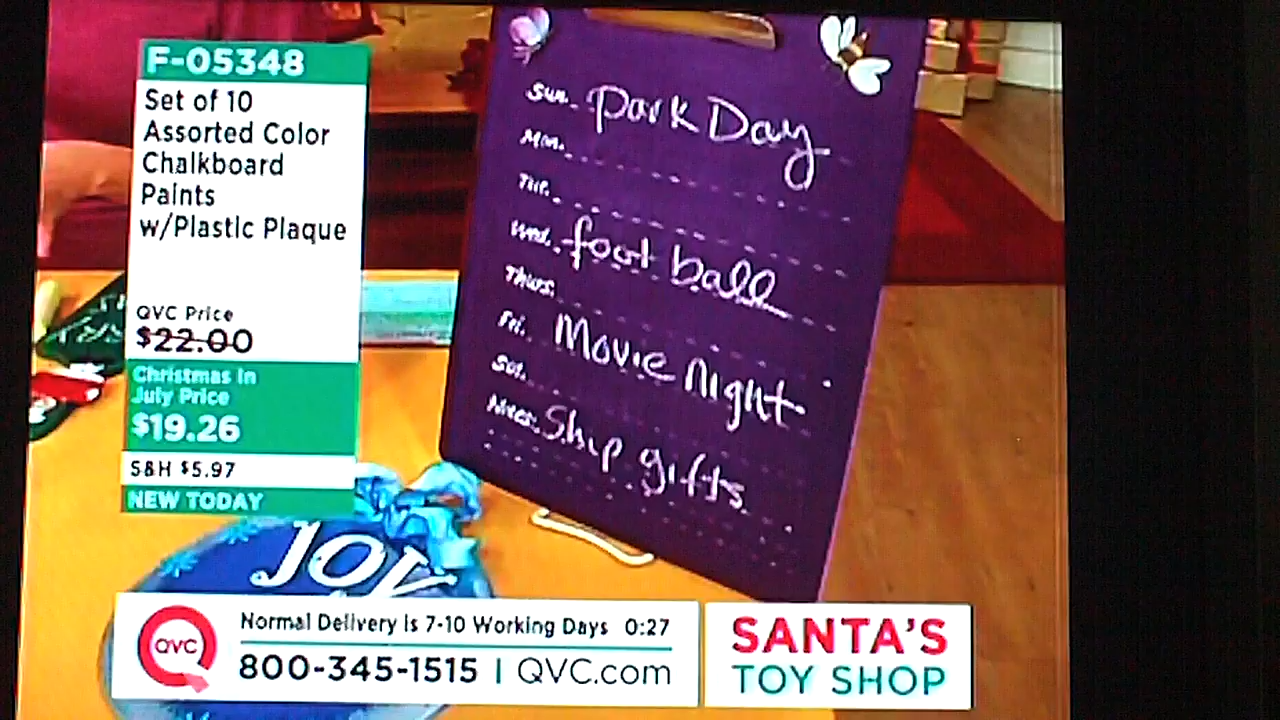 F-05348
Set of 10
Assorted Color
Chalkboard
Paints
w/Plastic Plaque
QVC Price
$22.00
Christmas In
July Price
$19.26
S&H $5.97
NEW TODAY
Sun. Park Day
Mon.
Tue.
Wed. football
Thurs.
Fri. Movie Night
Sat.
Notes: Ship gifts
JOY
QVC
Normal Delivery Is 7-10 Working Days 0:27
800-345-1515 | QVC.com
SANTA'S
TOY SHOP